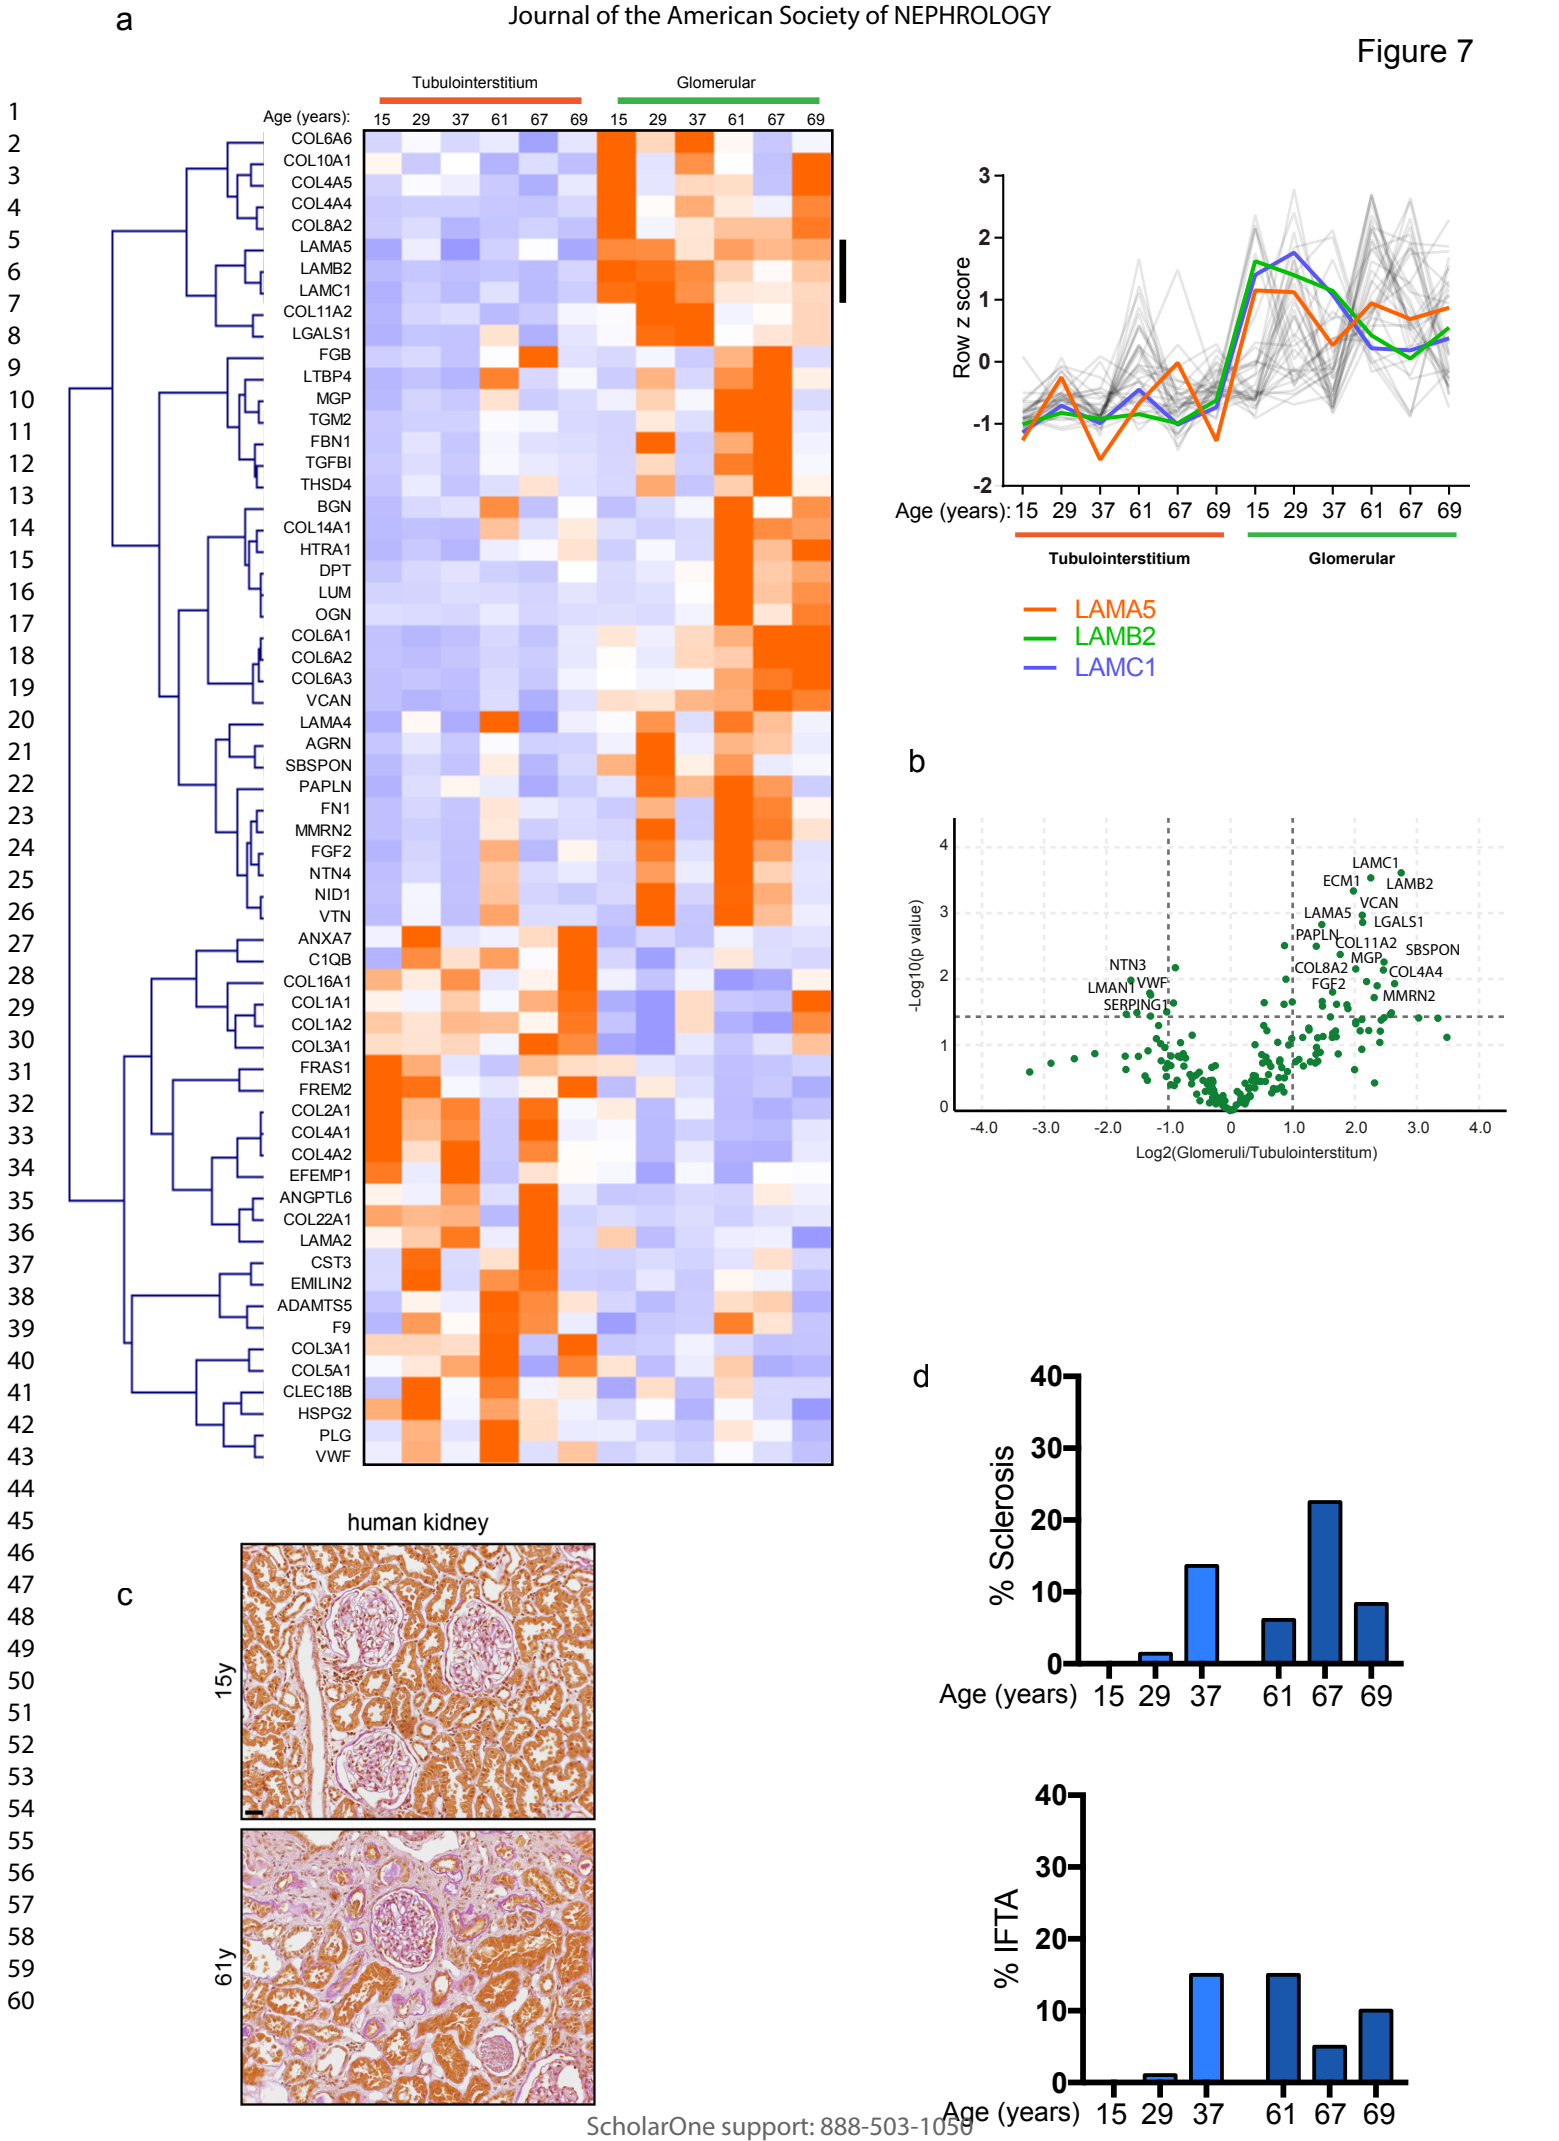 Journal of the American Society of NEPHROLOGY
Figure 7
a
Tubulointerstitium
Glomerular
Age (years):
15 29 37 61 67 69 15 29 37 61 67 69
COL6A6
COL10A1
COL4A5
COL4A4
COL8A2
LAMA5
LAMB2
LAMC1
COL11A2
LGALS1
FGB
LTBP4
MGP
TGM2
FBN1
TGFBI
THSD4
BGN
COL14A1
HTRA1
DPT
LUM
OGN
COL6A1
COL6A2
COL6A3
VCAN
LAMA4
AGRN
SBSPON
PAPLN
FN1
MMRN2
FGF2
NTN4
NID1
VTN
ANXA7
C1QB
COL16A1
COL1A1
COL1A2
COL3A1
FRAS1
FREM2
COL2A1
COL4A1
COL4A2
EFEMP1
ANGPTL6
COL22A1
LAMA2
CST3
EMILIN2
ADAMTS5
F9
COL3A1
COL5A1
CLEC18B
HSPG2
PLG
VWF
1
2
3
4
5
6
7
8
9
10
11
12
13
14
15
16
17
18
19
20
21
22
23
24
25
26
27
28
29
30
31
32
33
34
35
36
37
38
39
40
41
42
43
44
45
46
47
48
49
50
51
52
53
54
55
56
57
58
59
60
Row z score
3
2
1
0
-1
-2
Age (years): 15 29 37 61 67 69 15 29 37 61 67 69
Tubulointerstitium
Glomerular
LAMA5
LAMB2
LAMC1
b
-Log10(p value)
4
3
2
1
0
LAMC1
ECM1
LAMB2
VCAN
LAMA5
LGALS1
PAPLN
COL11A2
SBSPON
MGP
COL8A2
COL4A4
FGF2
MMRN2
NTN3
LMAN1
VWF
SERPING1
-4.0 -3.0 -2.0 -1.0 0 1.0 2.0 3.0 4.0
Log2(Glomeruli/Tubulointerstitum)
c
human kidney
15y
61y
d
% Sclerosis
40
30
20
10
0
Age (years) 15 29 37 61 67 69
% IFTA
40
30
20
10
0
Age (years) 15 29 37 61 67 69
ScholarOne support: 888-503-1050